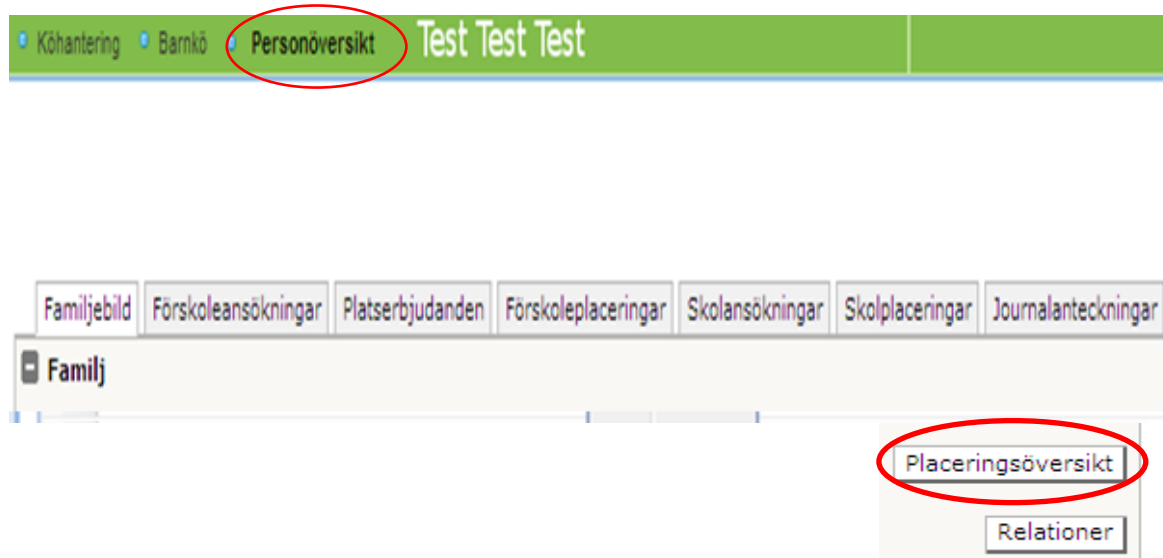 Köhantering Barnkö Personöversikt Test Test Test
Familjebild Förskoleansökningar Platserbjudanden Förskoleplaceringar Skolansökningar Skolplaceringar Journalanteckningar
Familj
Placeringsöversikt
Relationer